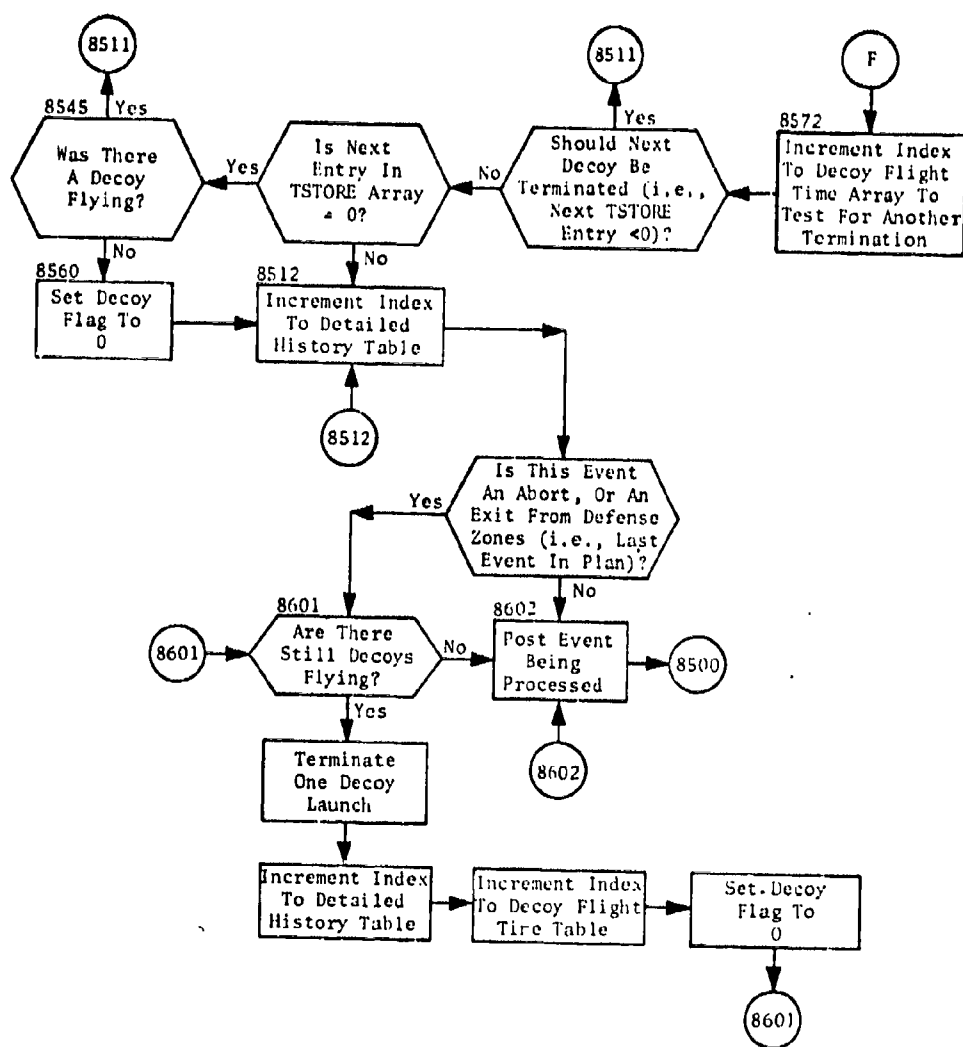 8511
8511
F
8545
Yes
Yes
8572
Was There
A Decoy
Flying?
Yes
Is Next
Entry In
TSTORE Array
= 0?
No
Should Next
Decoy Be
Terminated (i.e.,
Next TSTORE
Entry <0)?
Increment Index
To Decoy Flight
Time Array To
Test For Another
Termination
No
No
8560
8512
Set Decoy
Flag To
0
Increment Index
To Detailed
History Table
8512
Yes
Is This Event
An Abort, Or An
Exit From Defense
Zones (i.e., Last
Event In Plan)?
No
8601
8602
8601
Are There
Still Decoys
Flying?
No
Post Event
Being
Processed
8500
Yes
8602
Terminate
One Decoy
Launch
Increment Index
To Detailed
History Table
Increment Index
To Decoy Flight
Tire Table
Set Decoy
Flag To
0
8601